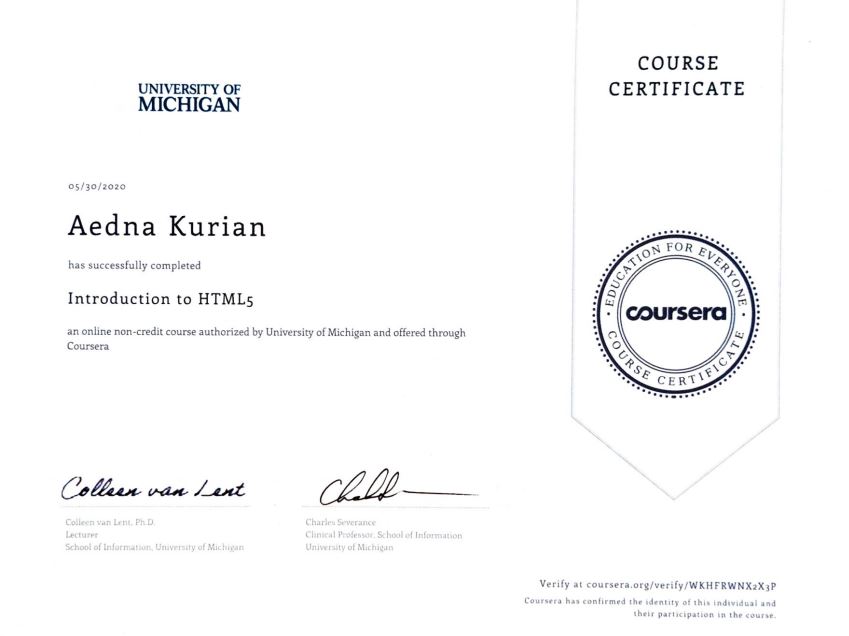 UNIVERSITY OF
MICHIGAN
COURSE
CERTIFICATE
05/30/2020
Aedna Kurian
has successfully completed
Introduction to HTML5
an online non-credit course authorized by University of Michigan and offered through
Coursera
EDUCATION FOR EVERYONE
coursera
COURSE CERTIFICATE
Colleen van Lent
Colleen van Lent, Ph.D.
Lecturer
School of Information, University of Michigan
Charles Severance
Clinical Professor, School of Information
University of Michigan
Verify at coursera.org/verify/WKHFRWNX2X3P
Coursera has confirmed the identity of this individual and
their participation in the course.